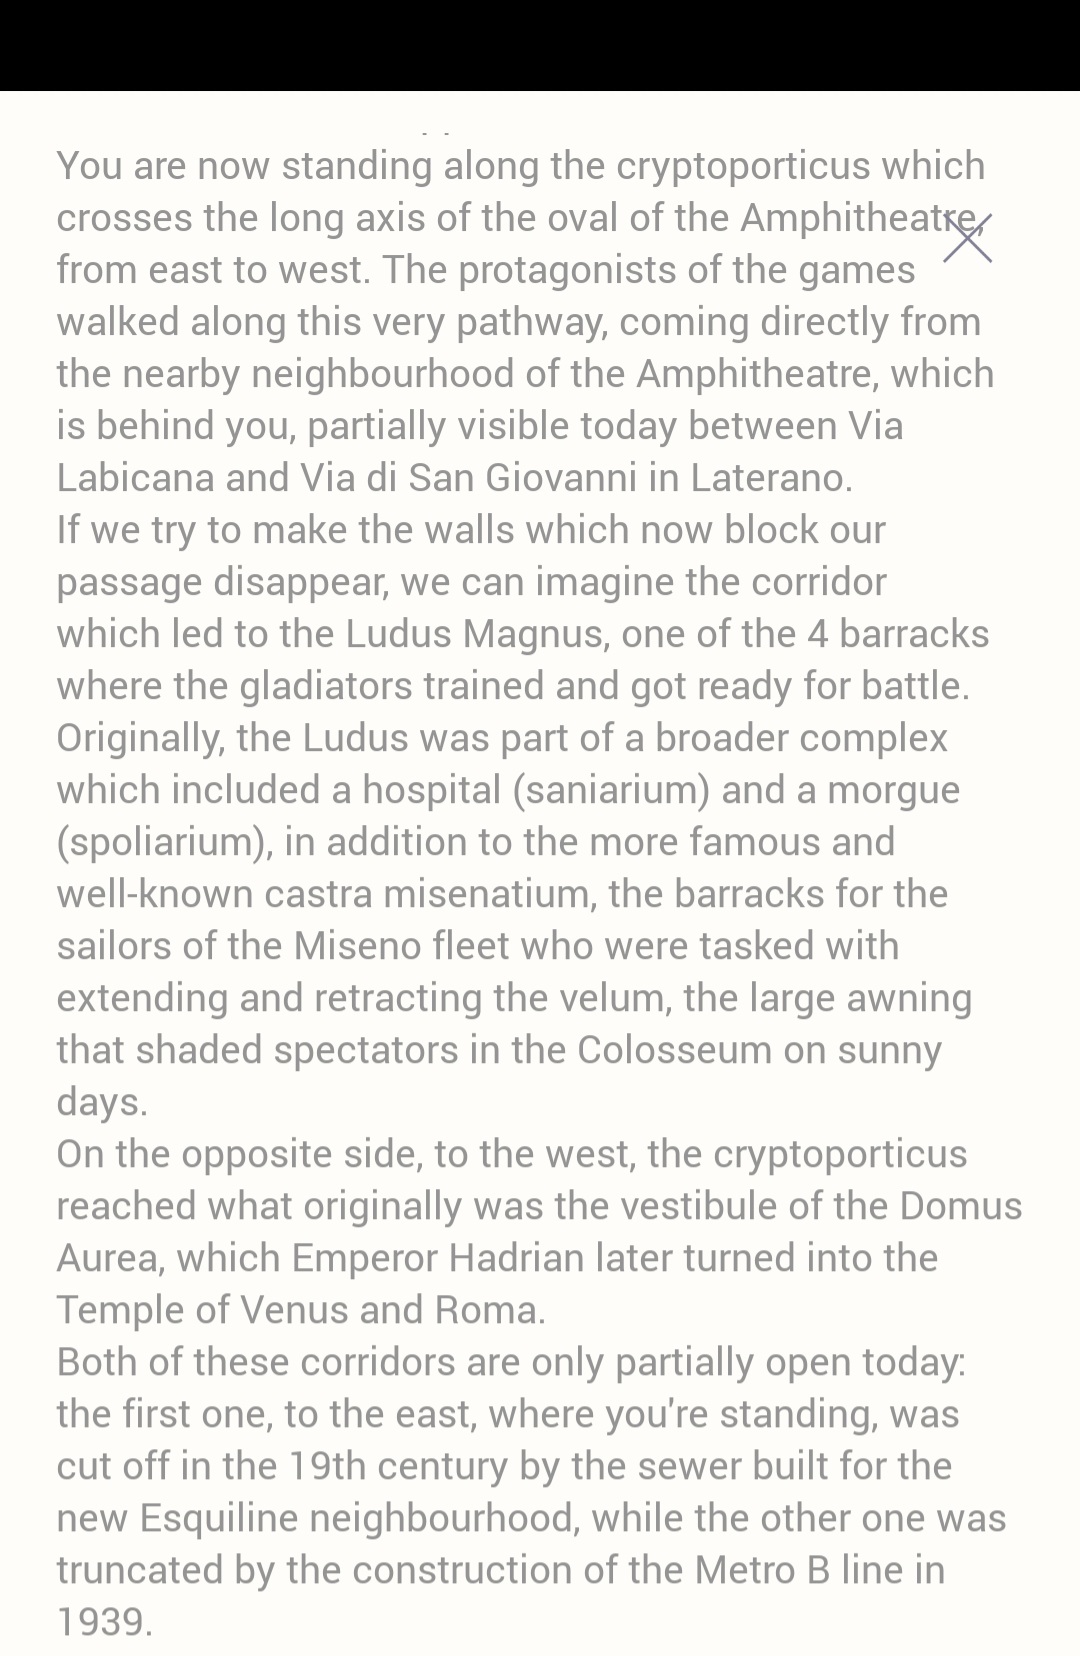 You are now standing along the cryptoporticus which
crosses the long axis of the oval of the Amphitheatre,
from east to west. The protagonists of the games
walked along this very pathway, coming directly from
the nearby neighbourhood of the Amphitheatre, which
is behind you, partially visible today between Via
Labicana and Via di San Giovanni in Laterano.
If we try to make the walls which now block our
passage disappear, we can imagine the corridor
which led to the Ludus Magnus, one of the 4 barracks
where the gladiators trained and got ready for battle.
Originally, the Ludus was part of a broader complex
which included a hospital (saniarium) and a morgue
(spoliarium), in addition to the more famous and
well-known castra misenatium, the barracks for the
sailors of the Miseno fleet who were tasked with
extending and retracting the velum, the large awning
that shaded spectators in the Colosseum on sunny
days.
On the opposite side, to the west, the cryptoporticus
reached what originally was the vestibule of the Domus
Aurea, which Emperor Hadrian later turned into the
Temple of Venus and Roma.
Both of these corridors are only partially open today:
the first one, to the east, where you're standing, was
cut off in the 19th century by the sewer built for the
new Esquiline neighbourhood, while the other one was
truncated by the construction of the Metro B line in
1939.